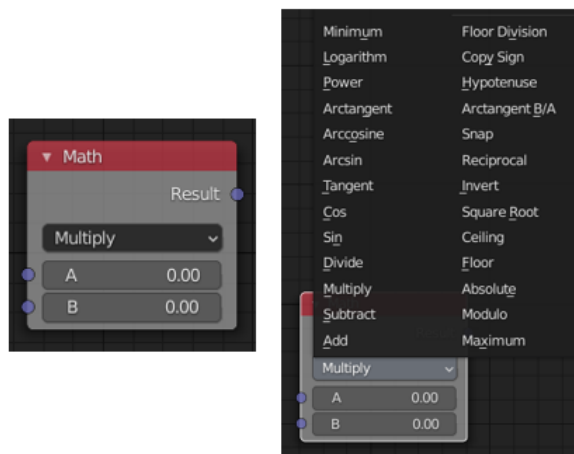 Math
Result
Multiply
A 0.00
B 0.00
Minimum Floor Division
Logarithm Copy Sign
Power Hypotenuse
Arctangent Arctangent B/A
Arccosine Snap
Arcsin Reciprocal
Tangent Invert
Cos Square Root
Sin Ceiling
Divide Floor
Multiply Absolute
Subtract Modulo
Add Maximum
Multiply
A 0.00
B 0.00